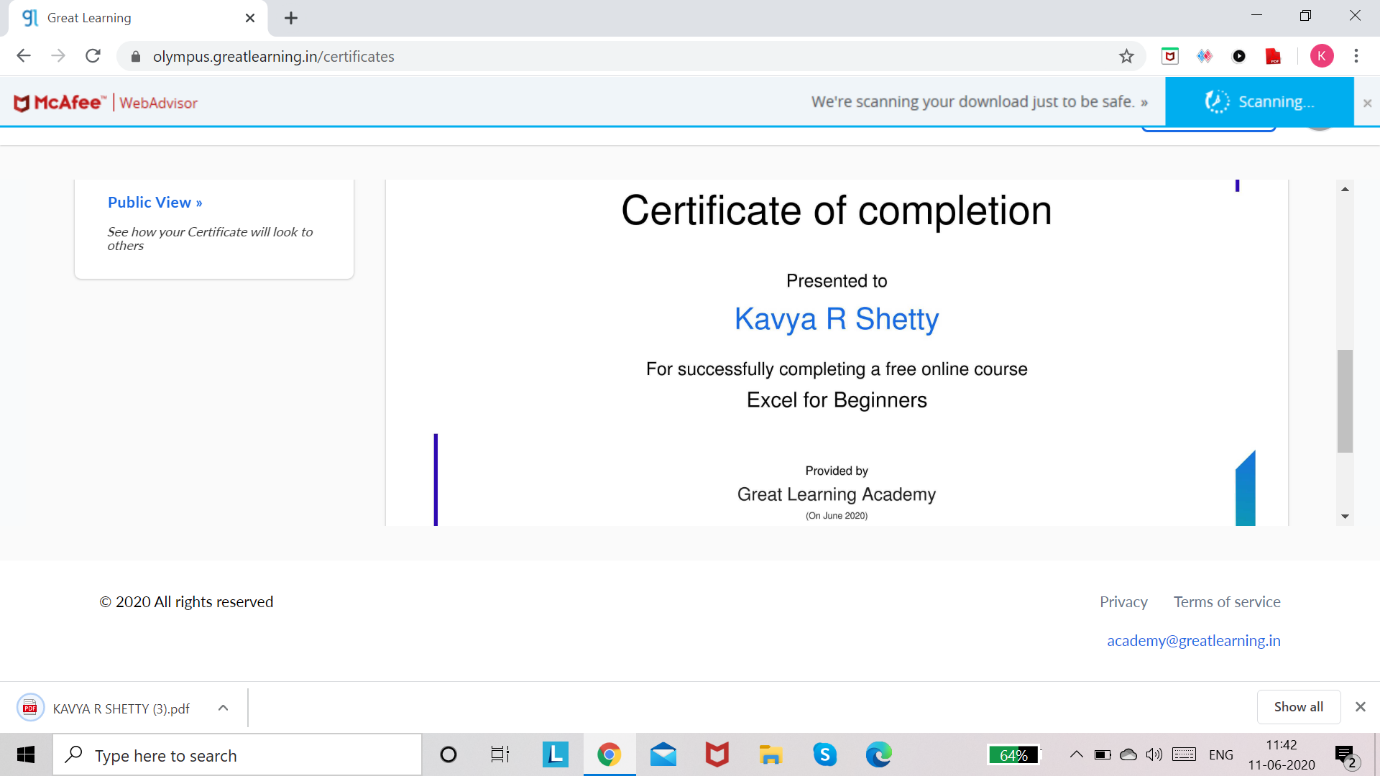 gl Great Learning
olympus.greatlearning.in/certificates
K
McAfee™ | WebAdvisor
We're scanning your download just to be safe. »
Scanning...
Public View »
See how your Certificate will look to
others
Certificate of completion
Presented to
Kavya R Shetty
For successfully completing a free online course
Excel for Beginners
Provided by
Great Learning Academy
(On June 2020)
© 2020 All rights reserved
Privacy
Terms of service
academy@greatlearning.in
PDF
KAVYA R SHETTY (3).pdf
Show all
Type here to search
L
S
64%
ENG
11:42
11-06-2020
2